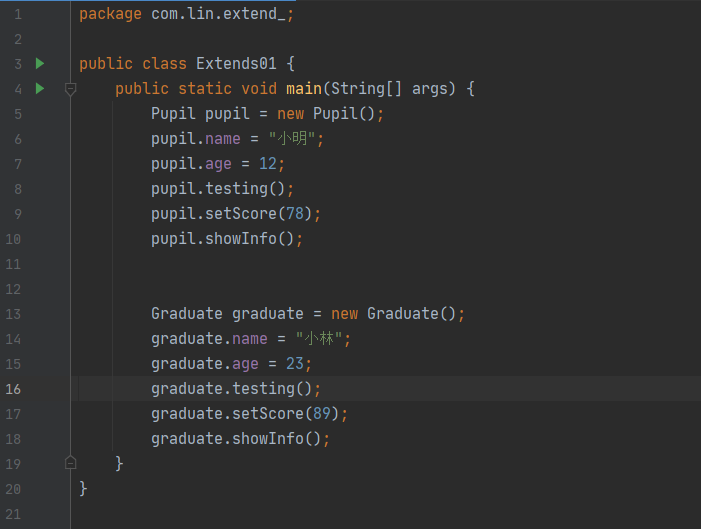 1 package com.lin.extend_;
2
3 public class Extends01 {
4 public static void main(String[] args) {
5 Pupil pupil = new Pupil();
6 pupil.name = "小明";
7 pupil.age = 12;
8 pupil.testing();
9 pupil.setScore(78);
10 pupil.showInfo();
11
12
13 Graduate graduate = new Graduate();
14 graduate.name = "小林";
15 graduate.age = 23;
16 graduate.testing();
17 graduate.setScore(89);
18 graduate.showInfo();
19 }
20 }
21